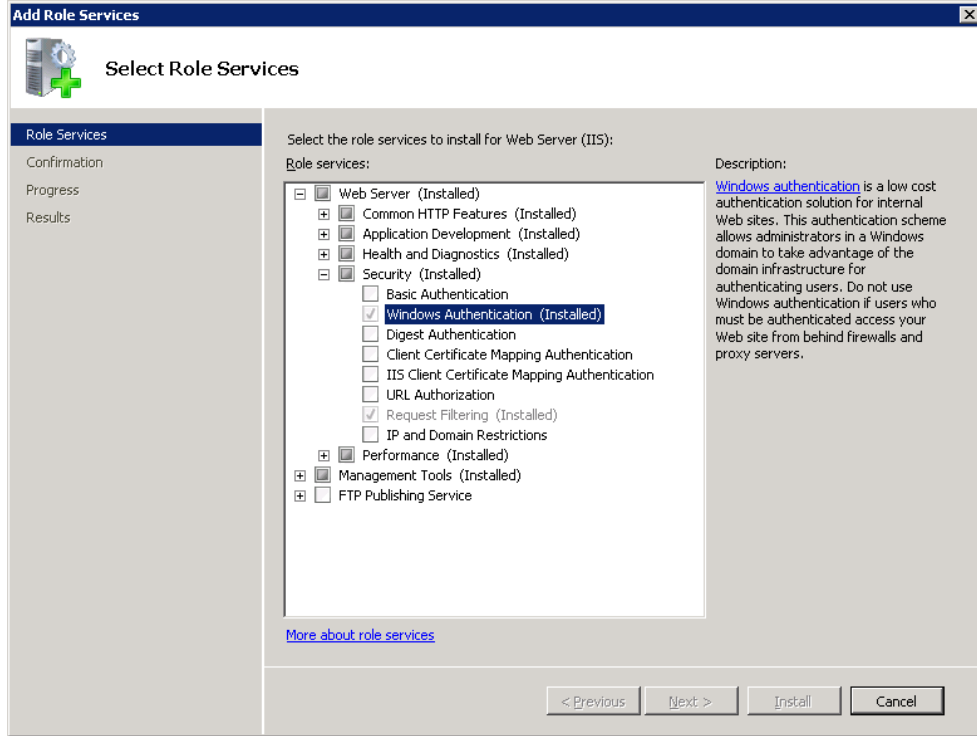 Add Role Services
Select Role Services
Role Services
Confirmation
Progress
Results
Select the role services to install for Web Server (IIS):
Role services:
Web Server (Installed)
Common HTTP Features (Installed)
Application Development (Installed)
Health and Diagnostics (Installed)
Security (Installed)
Basic Authentication
Windows Authentication (Installed)
Digest Authentication
Client Certificate Mapping Authentication
IIS Client Certificate Mapping Authentication
URL Authorization
Request Filtering (Installed)
IP and Domain Restrictions
Performance (Installed)
Management Tools (Installed)
FTP Publishing Service
More about role services
Description:
Windows authentication is a low cost
authentication solution for internal
Web sites. This authentication scheme
allows administrators in a Windows
domain to take advantage of the
domain infrastructure for
authenticating users. Do not use
Windows authentication if users who
must be authenticated access your
Web site from behind firewalls and
proxy servers.
< Previous
Next >
Install
Cancel